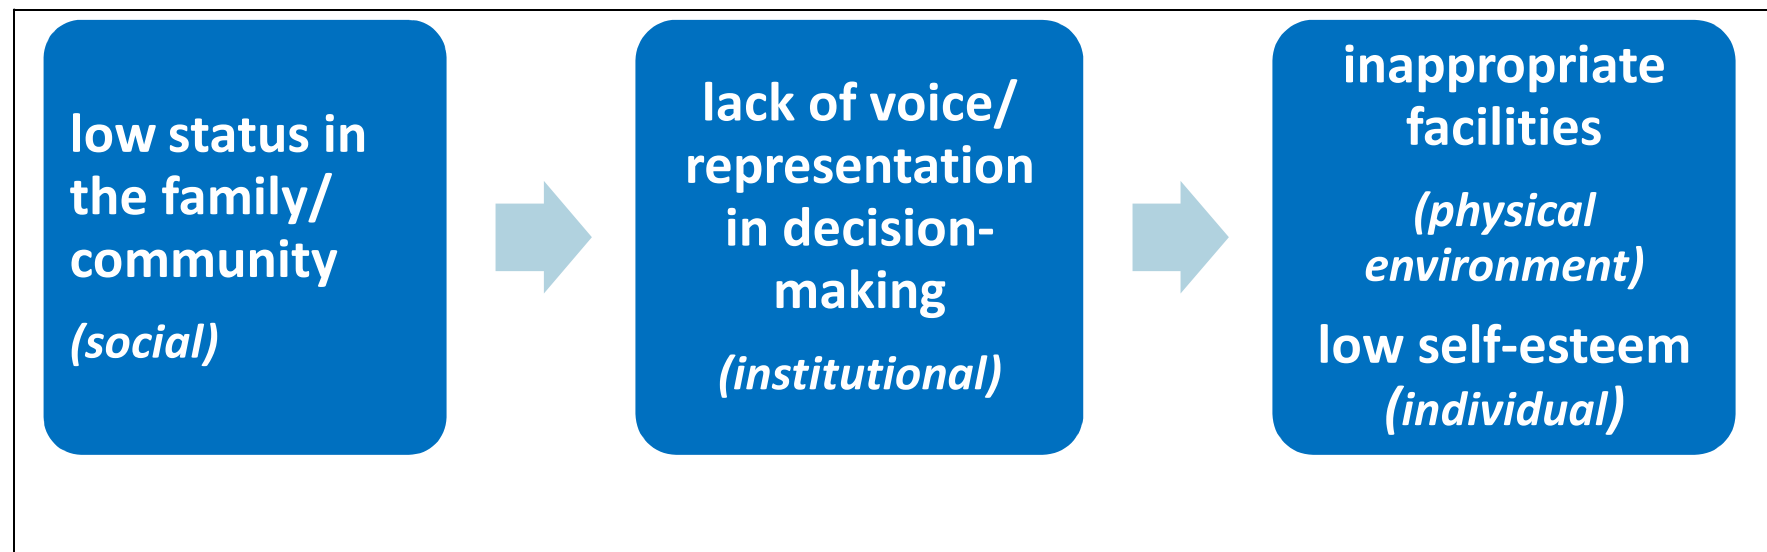 low status in
the family/
community
(social)
lack of voice/
representation
in decision-
making
(institutional)
inappropriate
facilities
(physical
environment)
low self-esteem
(individual)